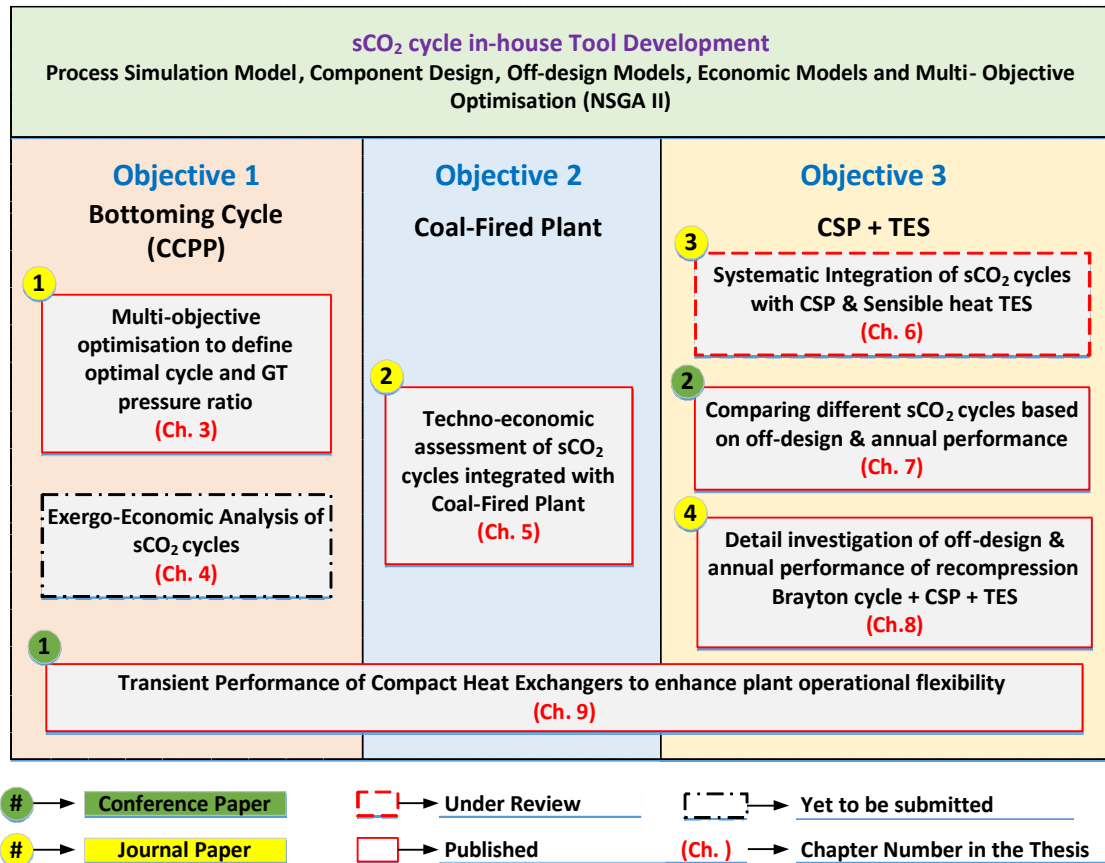 sCO₂ cycle in-house Tool Development
Process Simulation Model, Component Design, Off-design Models, Economic Models and Multi- Objective
Optimisation (NSGA II)
Objective 1
Bottoming Cycle
(CCPP)
1
Multi-objective
optimisation to define
optimal cycle and GT
pressure ratio
(Ch. 3)
Exergo-Economic Analysis of
sCO₂ cycles
(Ch. 4)
Objective 2
Coal-Fired Plant
2
Techno-economic
assessment of sCO₂
cycles integrated with
Coal-Fired Plant
(Ch. 5)
Objective 3
CSP + TES
3
Systematic Integration of sCO₂ cycles
with CSP & Sensible heat TES
(Ch. 6)
2
Comparing different sCO₂ cycles based
on off-design & annual performance
(Ch. 7)
4
Detail investigation of off-design &
annual performance of recompression
Brayton cycle + CSP + TES
(Ch.8)
1
Transient Performance of Compact Heat Exchangers to enhance plant operational flexibility
(Ch. 9)
# Conference Paper
Under Review
Yet to be submitted
# Journal Paper
Published
(Ch. ) Chapter Number in the Thesis